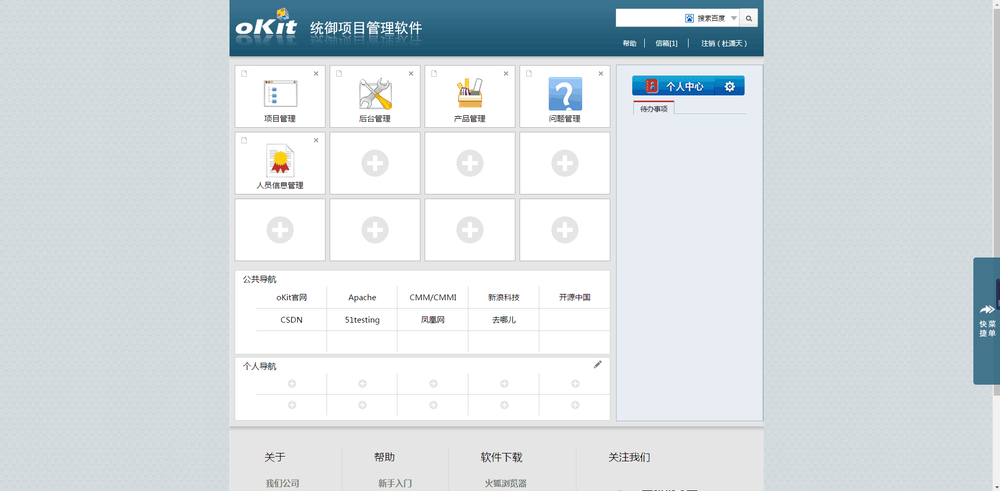 oKit 统御项目管理软件
搜索百度
帮助 信箱[1] 注销(杜潇天)
项目管理 后台管理 产品管理 问题管理
人员信息管理
个人中心
待办事项
公共导航
oKit官网 Apache CMM/CMMI 新浪科技 开源中国
CSDN 51testing 凤凰网 去哪儿
个人导航
快捷菜单
关于 帮助 软件下载 关注我们
我们公司 新手入门 火狐浏览器